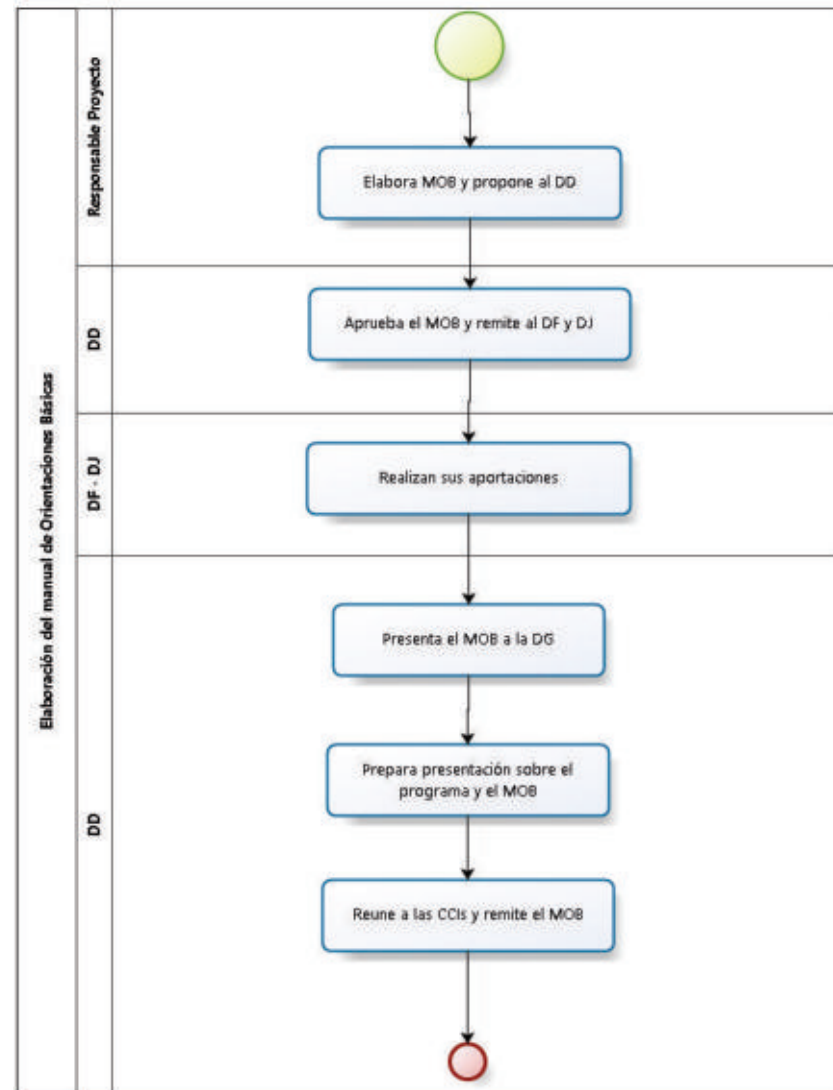 Elaboración del manual de Orientaciones Básicas
Responsable Proyecto
Elabora MOB y propone al DD
DD
Aprueba el MOB y remite al DF y DJ
DF - DJ
Realizan sus aportaciones
DD
Presenta el MOB a la DG
Prepara presentación sobre el
programa y el MOB
Reune a las CCIs y remite el MOB